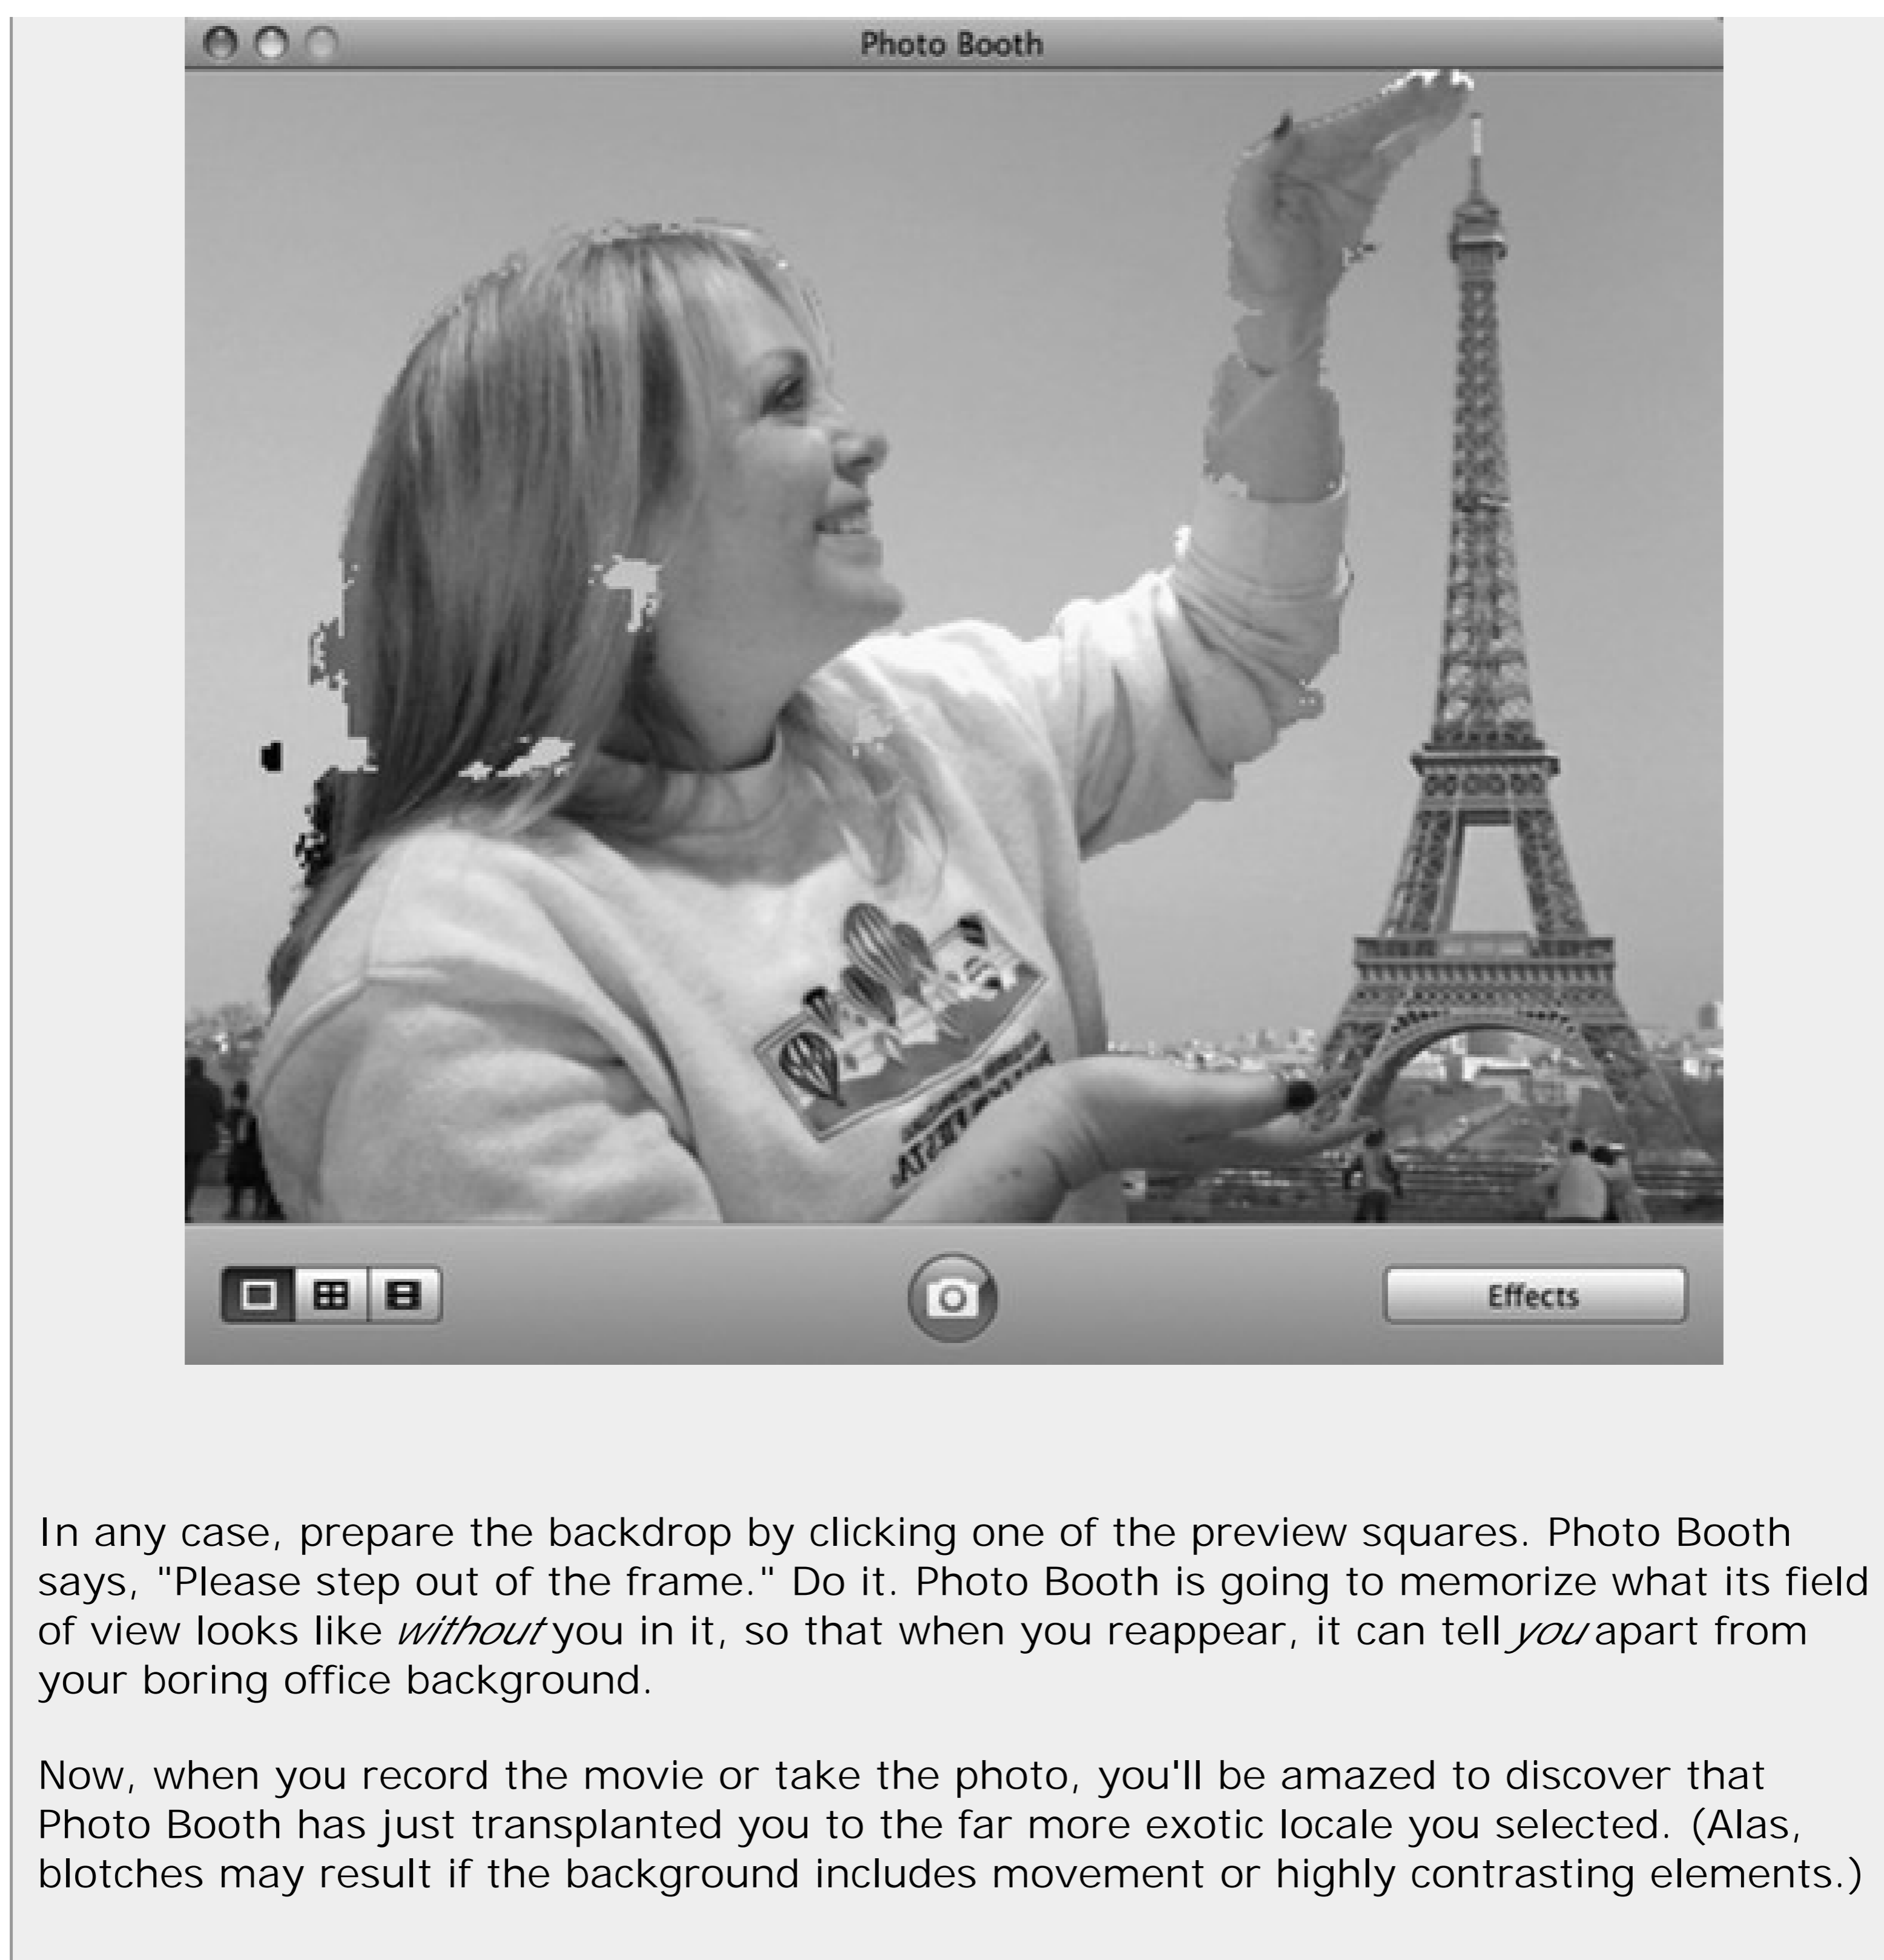 Photo Booth
Effects
In any case, prepare the backdrop by clicking one of the preview squares. Photo Booth
says, "Please step out of the frame." Do it. Photo Booth is going to memorize what its field
of view looks like without you in it, so that when you reappear, it can tell you apart from
your boring office background.
Now, when you record the movie or take the photo, you'll be amazed to discover that
Photo Booth has just transplanted you to the far more exotic locale you selected. (Alas,
blotches may result if the background includes movement or highly contrasting elements.)